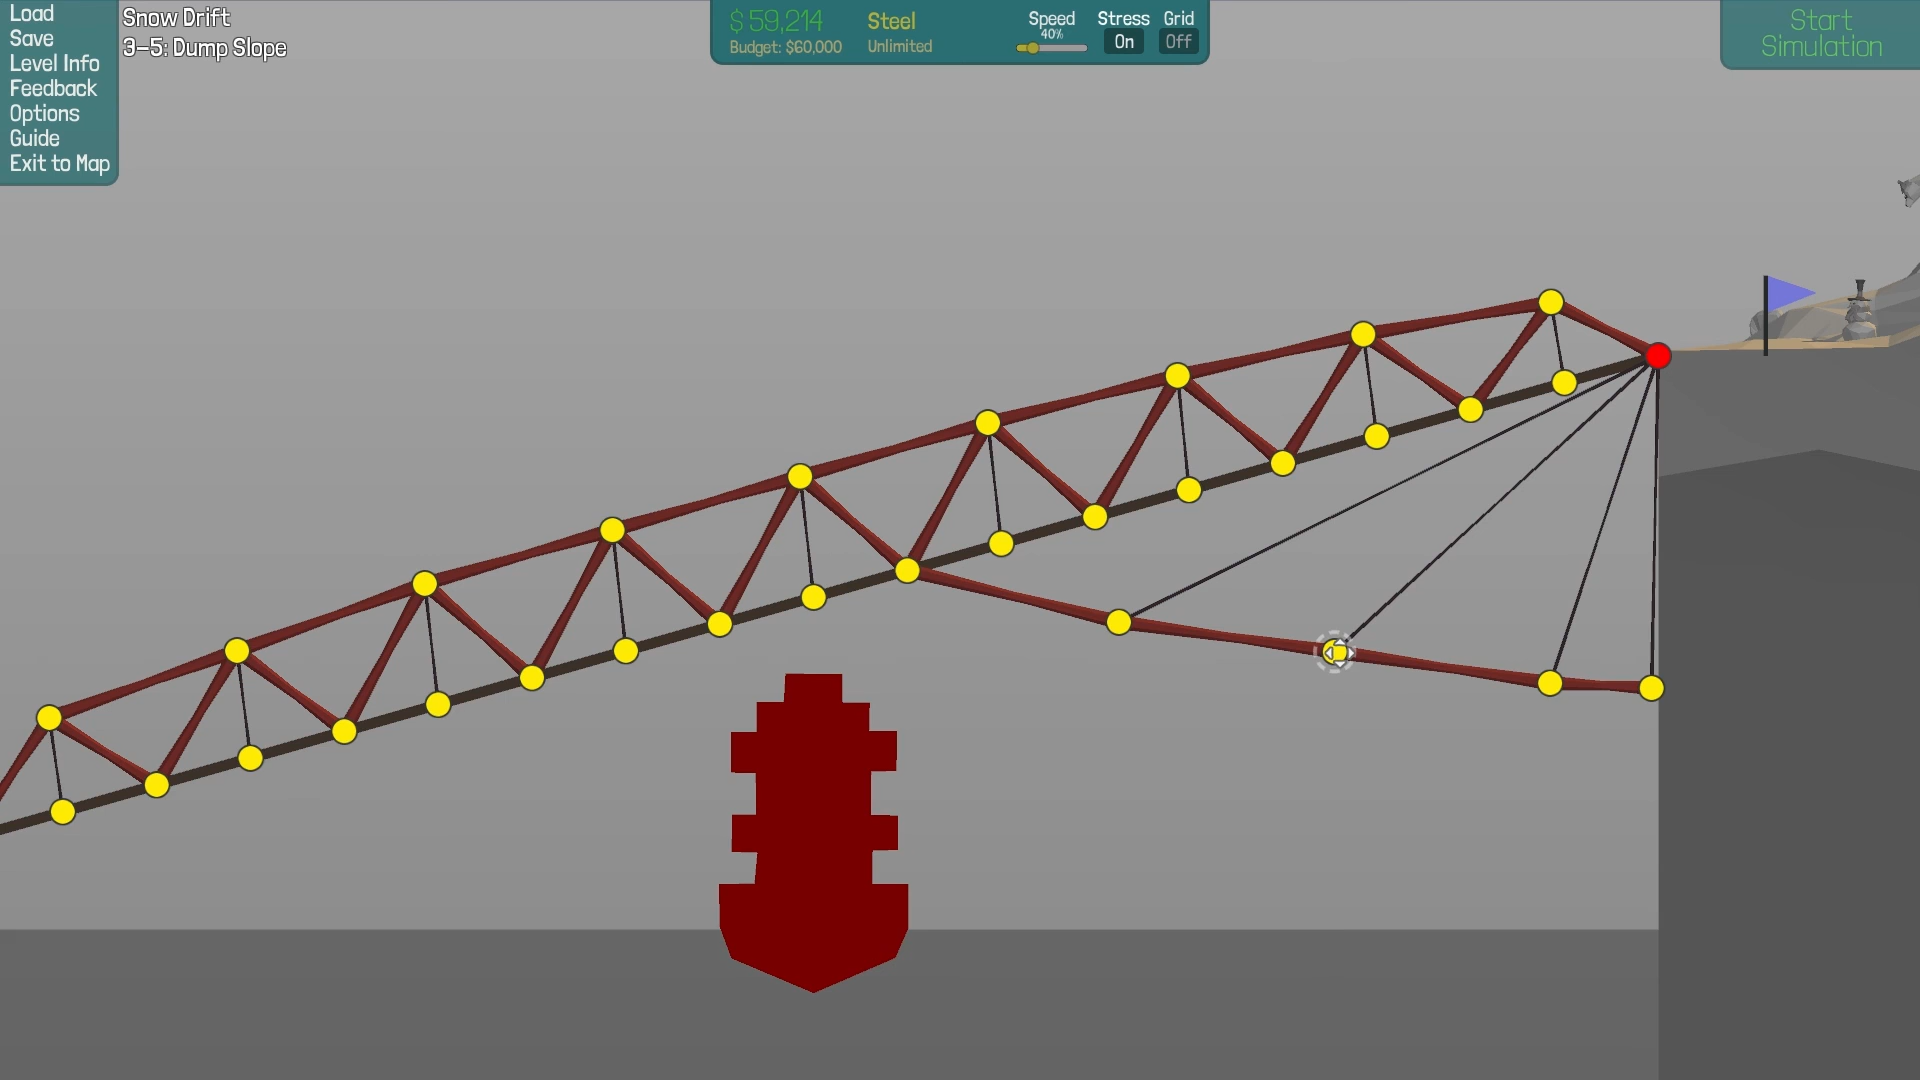 Load
Save
Level Info
Feedback
Options
Guide
Exit to Map
Snow Drift
3-5: Dump Slope
$ 59,214
Budget: $60,000
Steel
Unlimited
Speed
40%
Stress
On
Grid
Off
Start
Simulation